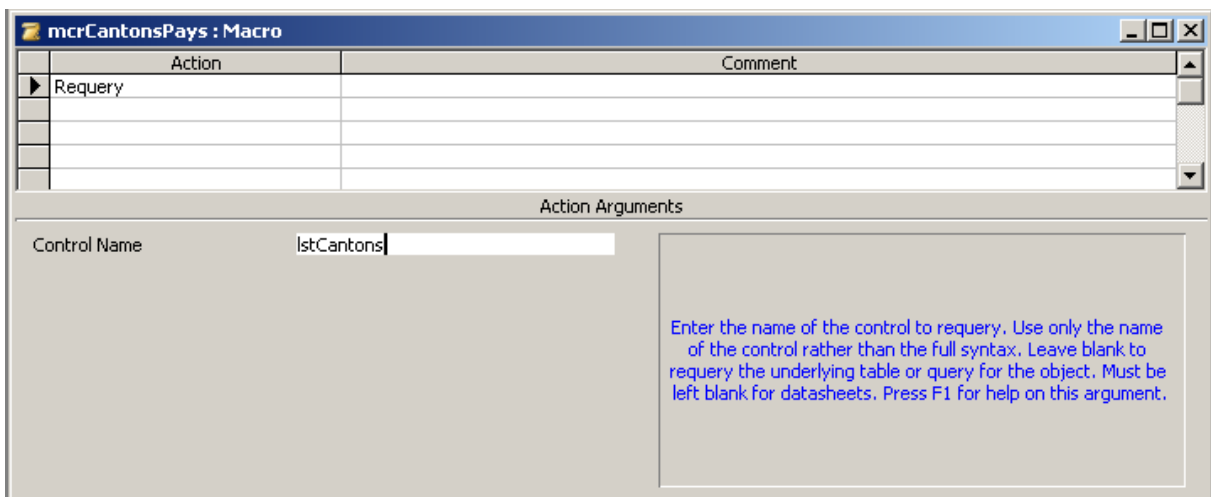 mcrCantonsPays : Macro
Action Comment
Requery
Action Arguments
Control Name lstCantons
Enter the name of the control to requery. Use only the name
of the control rather than the full syntax. Leave blank to
requery the underlying table or query for the object. Must be
left blank for datasheets. Press F1 for help on this argument.